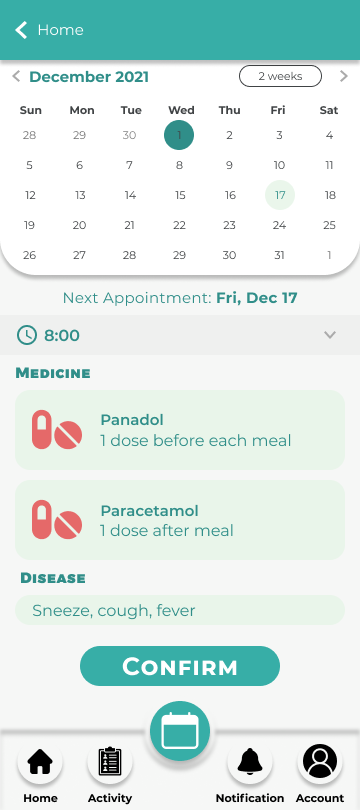 Home
December 2021 2 weeks
Sun Mon Tue Wed Thu Fri Sat
28 29 30 1 2 3 4
5 6 7 8 9 10 11
12 13 14 15 16 17 18
19 20 21 22 23 24 25
26 27 28 29 30 31 1
Next Appointment: Fri, Dec 17
8:00
MEDICINE
Panadol
1 dose before each meal
Paracetamol
1 dose after meal
DISEASE
Sneeze, cough, fever
CONFIRM
Home Activity Notification Account